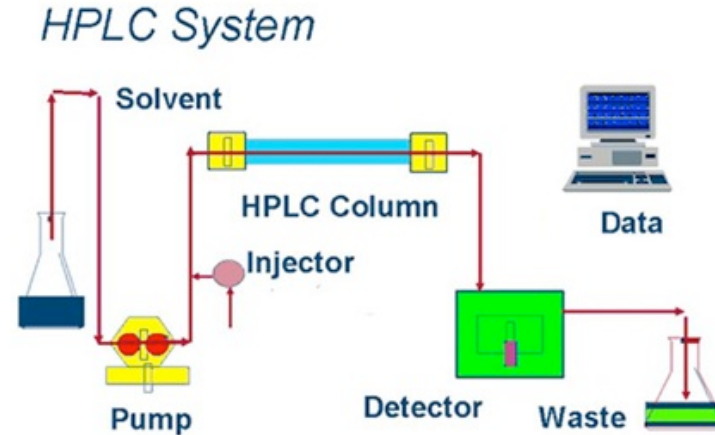 HPLC System
Solvent
HPLC Column
Data
Injector
Pump
Detector
Waste